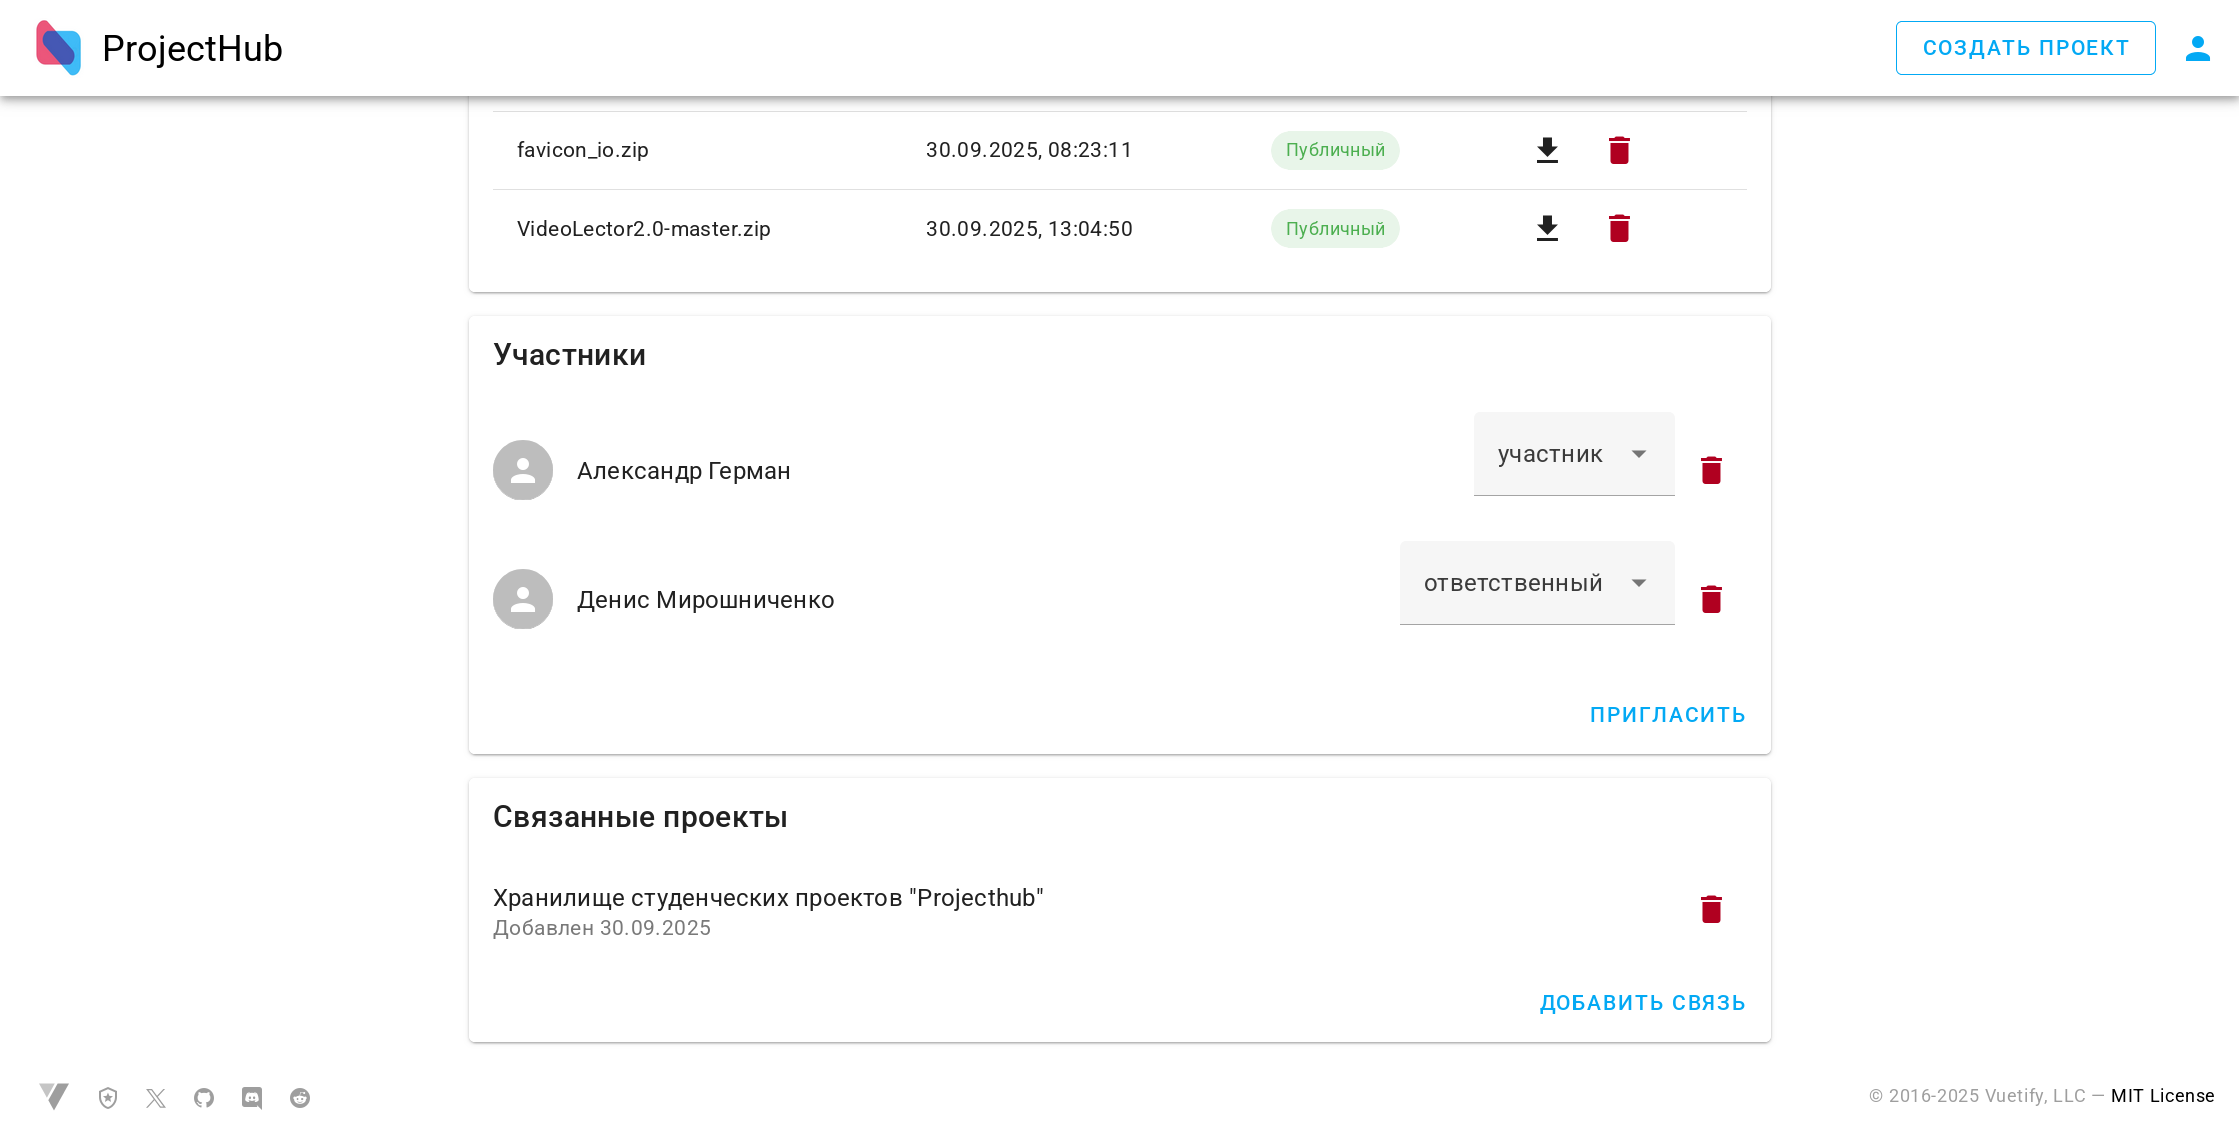 ProjectHub
СОЗДАТЬ ПРОЕКТ
favicon_io.zip 30.09.2025, 08:23:11 Публичный
VideoLector2.0-master.zip 30.09.2025, 13:04:50 Публичный
Участники
Александр Герман участник
Денис Мирошниченко ответственный
ПРИГЛАСИТЬ
Связанные проекты
Хранилище студенческих проектов "Projecthub"
Добавлен 30.09.2025
ДОБАВИТЬ СВЯЗЬ
© 2016-2025 Vuetify, LLC — MIT License